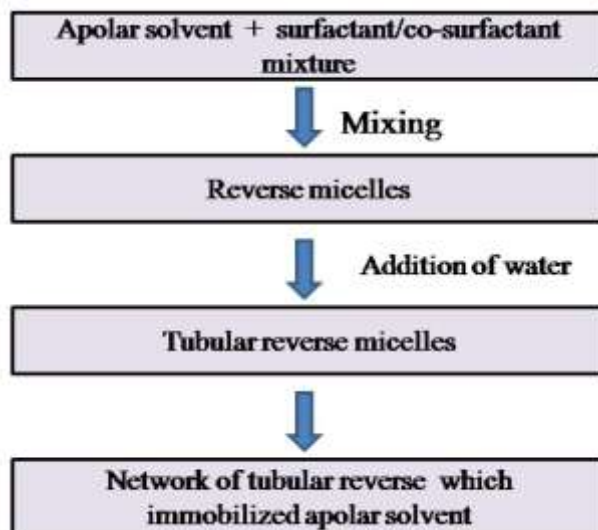 Apolar solvent + surfactant/co-surfactant
mixture
Mixing
Reverse micelles
Addition of water
Tubular reverse micelles
Network of tubular reverse which
immobilized apolar solvent